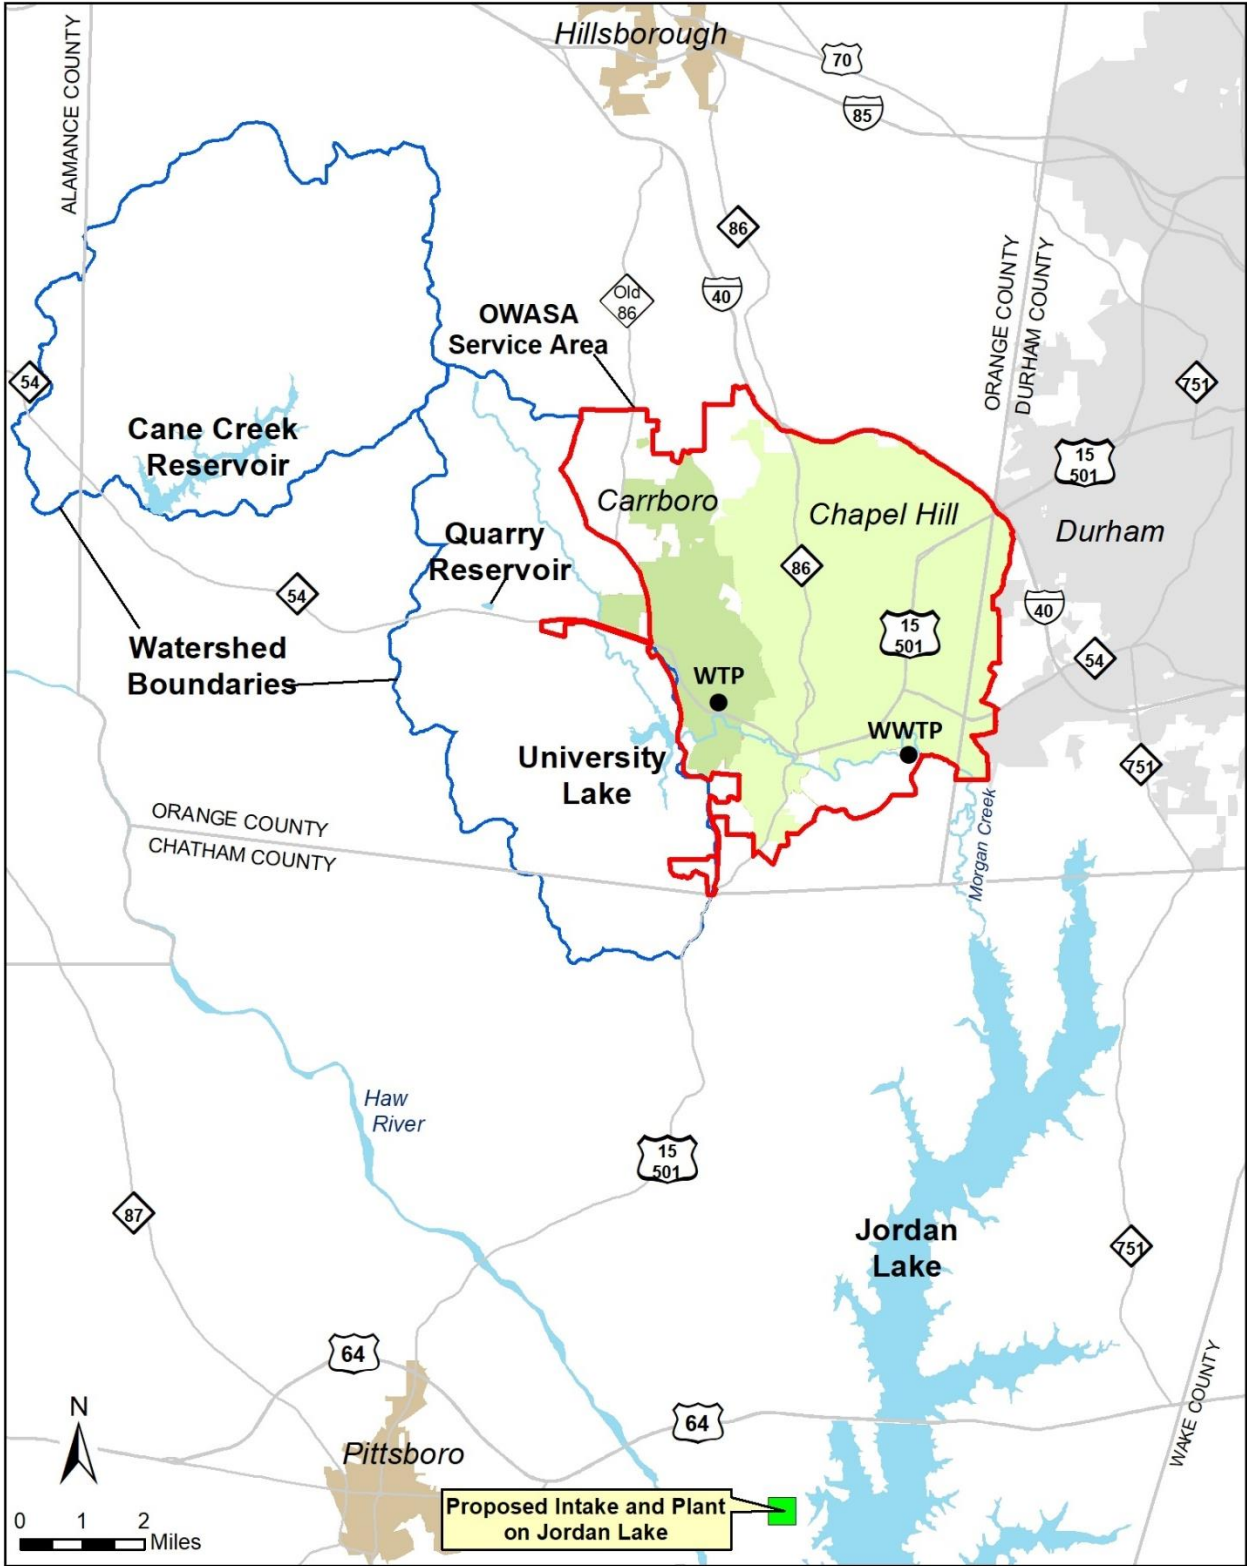 Hillsborough
70
85
ALAMANCE COUNTY
86
ORANGE COUNTY
DURHAM COUNTY
Old
86
40
OWASA
Service Area
54
751
Cane Creek
Reservoir
15
501
Carrboro
Chapel Hill
Durham
Quarry
Reservoir
86
54
40
15
501
Watershed
Boundaries
54
WTP
WWTP
University
Lake
751
ORANGE COUNTY
CHATHAM COUNTY
Morgan Creek
Haw
River
15
501
87
Jordan
Lake
751
64
WAKE COUNTY
N
64
Pittsboro
Proposed Intake and Plant
on Jordan Lake
0 1 2
Miles